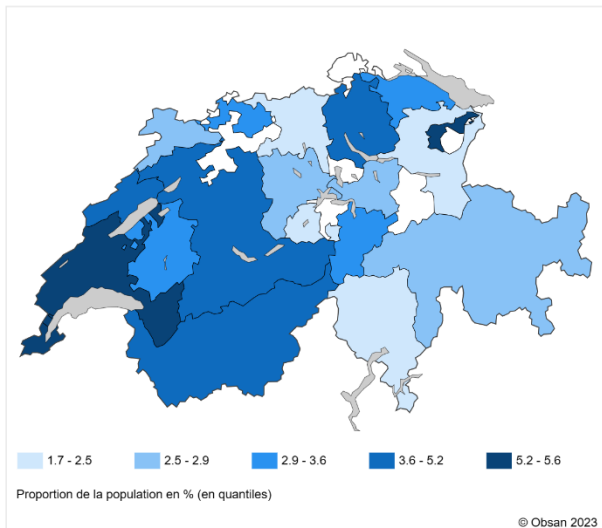 1.7 - 2.5 2.5 - 2.9 2.9 - 3.6 3.6 - 5.2 5.2 - 5.6
Proportion de la population en % (en quantiles)
© Obsan 2023